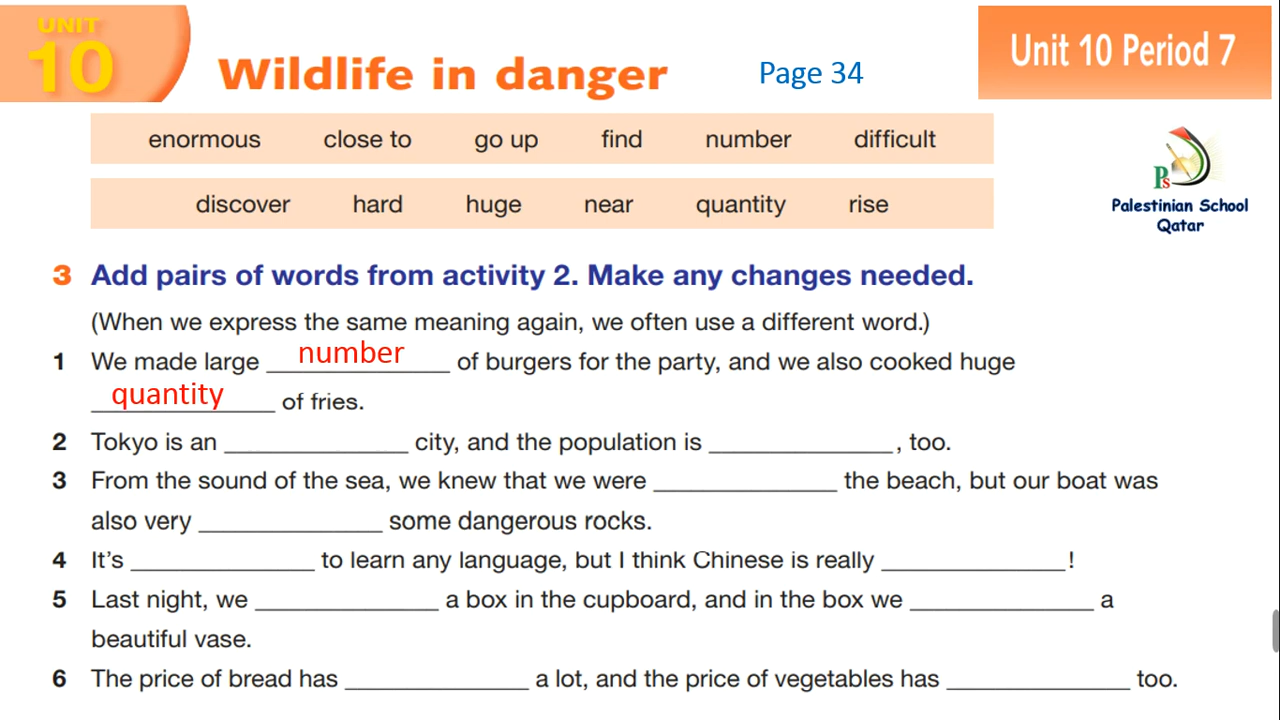 UNIT
10
Wildlife in danger
Page 34
Unit 10 Period 7
enormous close to go up find number difficult
discover hard huge near quantity rise
Ps
Palestinian School
Qatar
3 Add pairs of words from activity 2. Make any changes needed.
(When we express the same meaning again, we often use a different word.)
1 We made large number of burgers for the party, and we also cooked huge
quantity of fries.
2 Tokyo is an ______________ city, and the population is ______________, too.
3 From the sound of the sea, we knew that we were ______________ the beach, but our boat was
also very ______________ some dangerous rocks.
4 It's ______________ to learn any language, but I think Chinese is really ______________!
5 Last night, we ______________ a box in the cupboard, and in the box we ______________ a
beautiful vase.
6 The price of bread has ______________ a lot, and the price of vegetables has ______________ too.